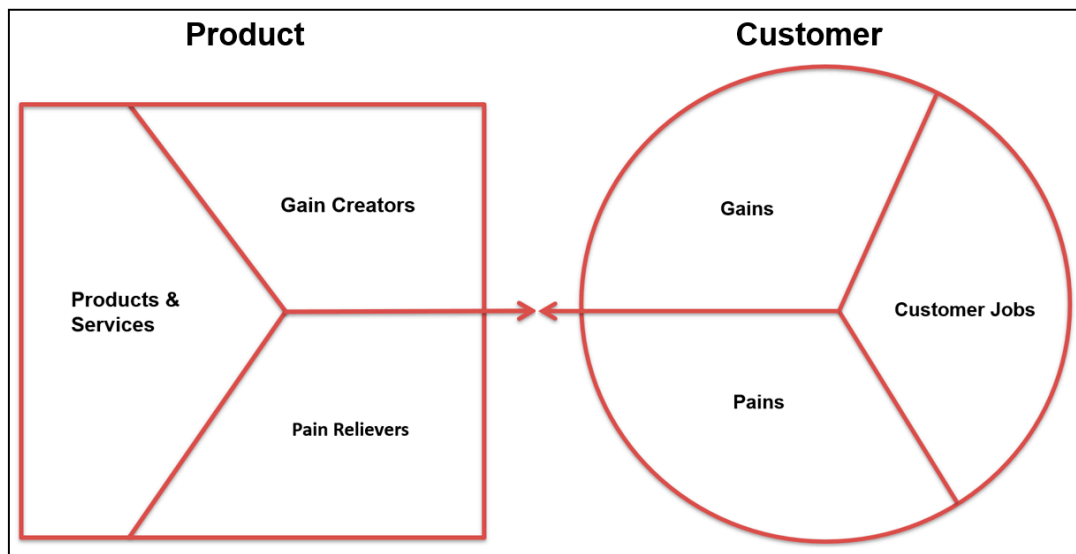 Product
Customer
Gain Creators
Gains
Products &
Services
Customer Jobs
Pain Relievers
Pains